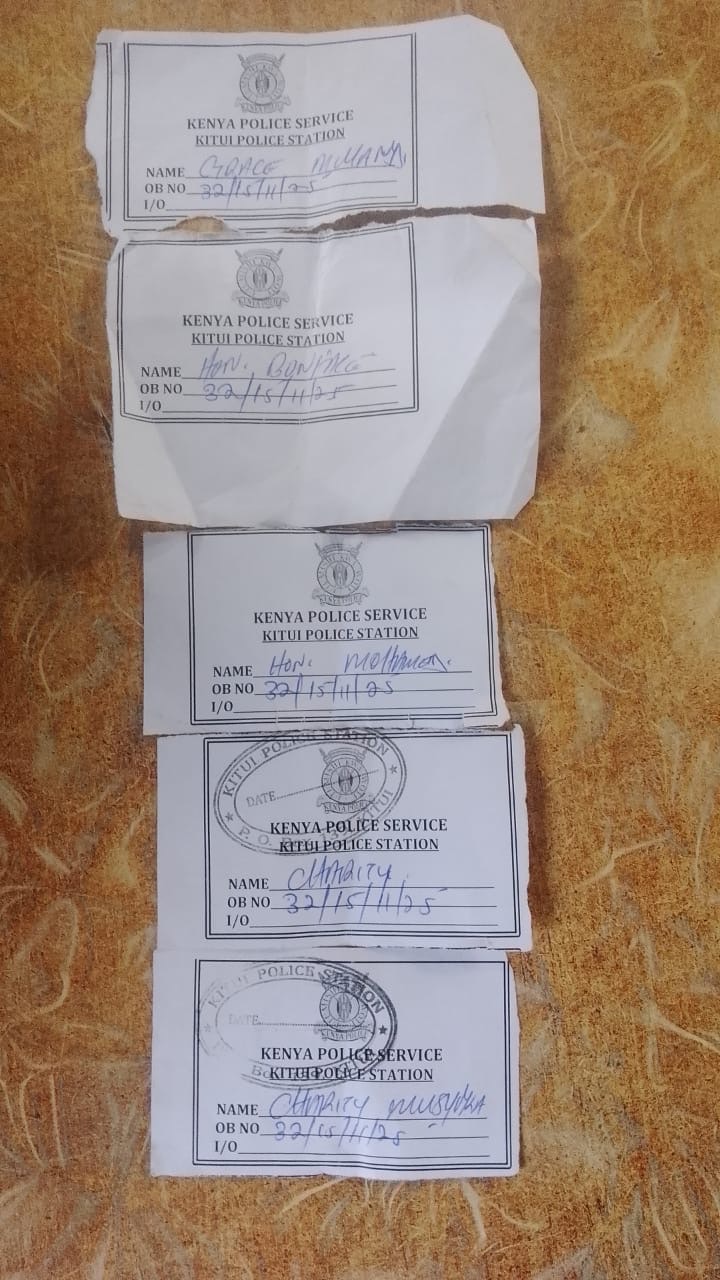 KENYA POLICE SERVICE
KITUI POLICE STATION
NAME GRACE
OB NO 32/15/11/25
I/O
KENYA POLICE SERVICE
KITUI POLICE STATION
NAME HON. BONIFACE
OB NO 32/15/11/25
I/O
KENYA POLICE SERVICE
KITUI POLICE STATION
NAME HON. MOHAMED.
OB NO 32/15/11/25
I/O
KITUI POLICE STATION
DATE
P. O. KITUI
KENYA POLICE SERVICE
KITUI POLICE STATION
NAME CHARITY
OB NO 32/15/11/25
I/O
KITUI POLICE STATION
DATE
KENYA POLICE SERVICE
KITUI POLICE STATION
NAME CHARITY MUSYOKA
OB NO 32/15/11/25
I/O